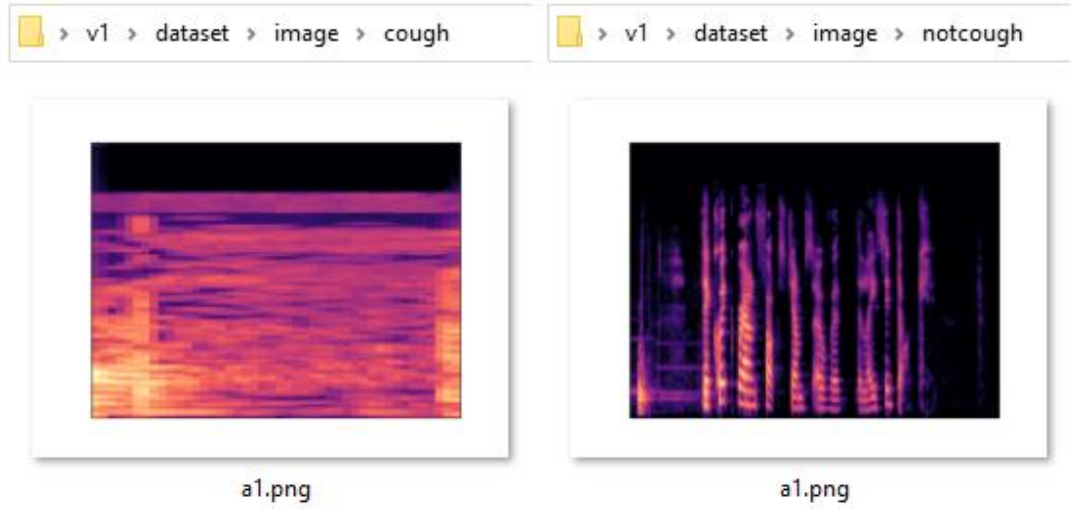 v1 > dataset > image > cough
v1 > dataset > image > notcough
a1.png
a1.png